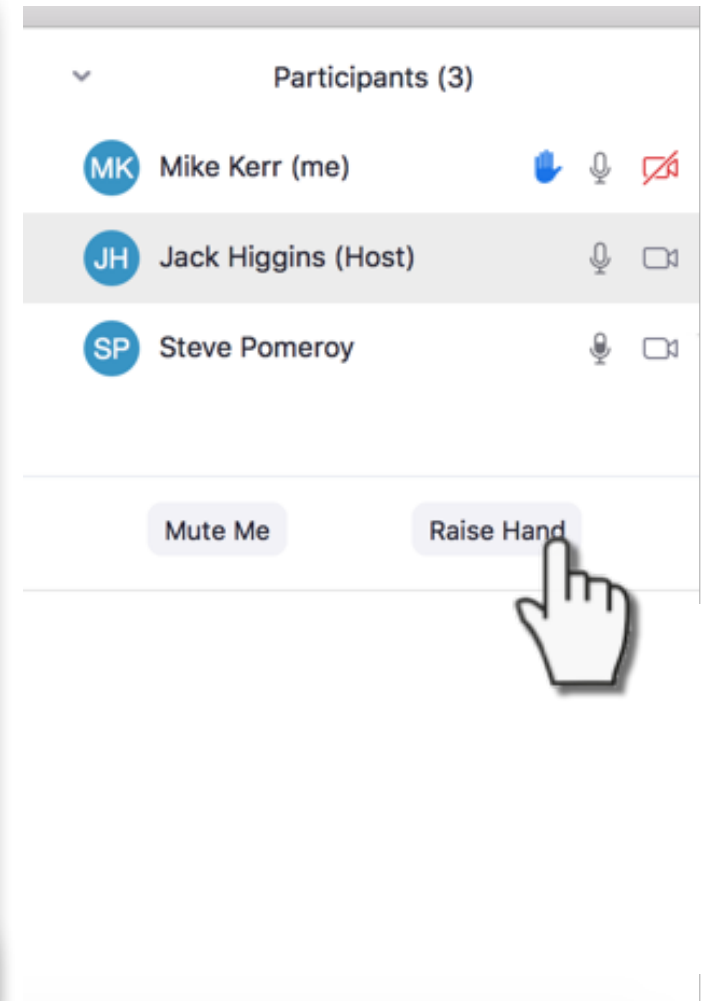 Participants (3)
MK Mike Kerr (me)
JH Jack Higgins (Host)
SP Steve Pomeroy
Mute Me Raise Hand